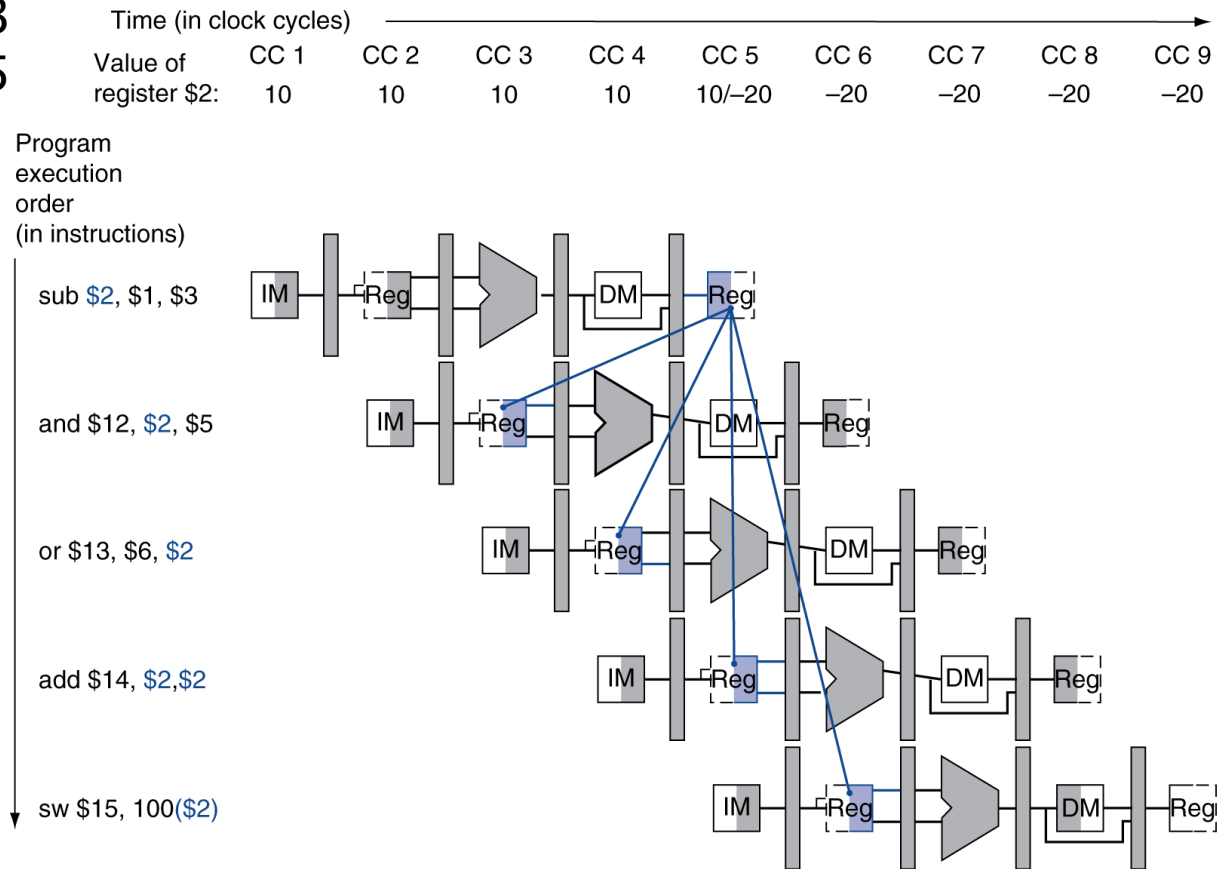 3
5
Time (in clock cycles)
CC 1 CC 2 CC 3 CC 4 CC 5 CC 6 CC 7 CC 8 CC 9
Value of
register $2: 10 10 10 10 10/–20 –20 –20 –20 –20
Program
execution
order
(in instructions)
sub $2, $1, $3 IM Reg DM Reg
and $12, $2, $5 IM Reg DM Reg
or $13, $6, $2 IM Reg DM Reg
add $14, $2,$2 IM Reg DM Reg
sw $15, 100($2) IM Reg DM Reg